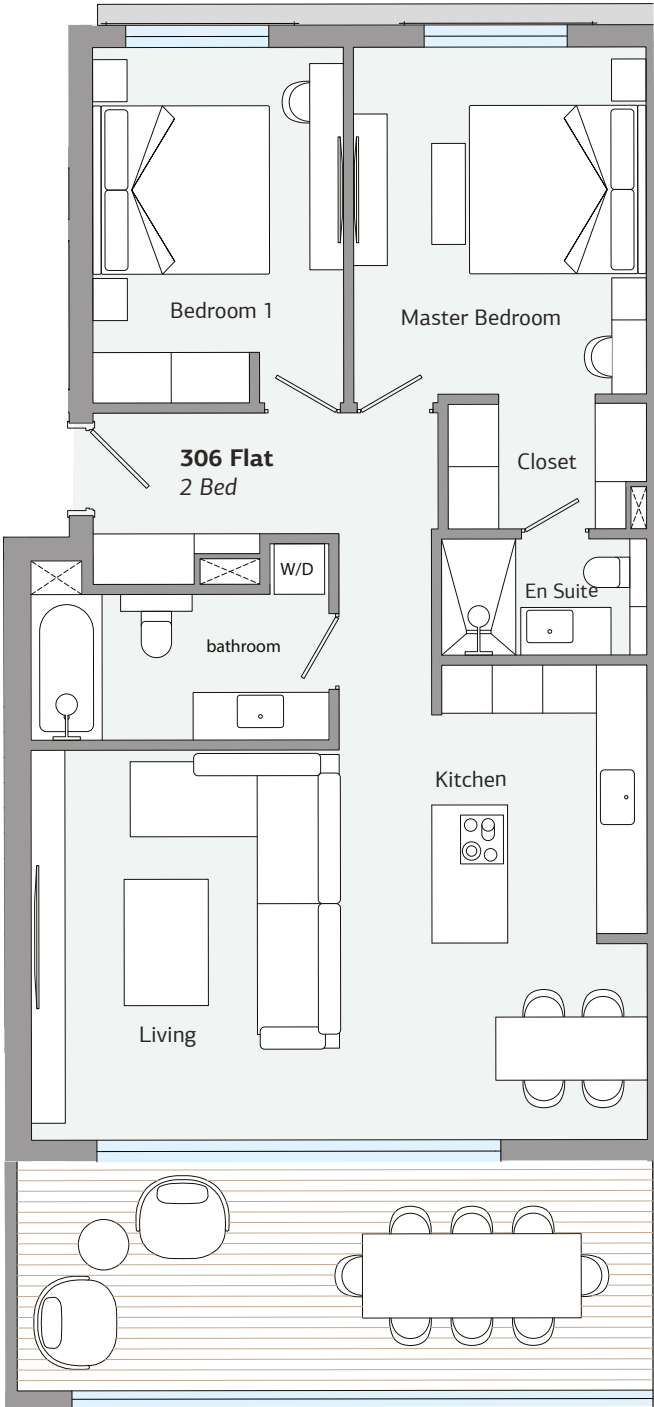 Bedroom 1
Master Bedroom
306 Flat
2 Bed
Closet
W/D
En Suite
bathroom
Kitchen
Living